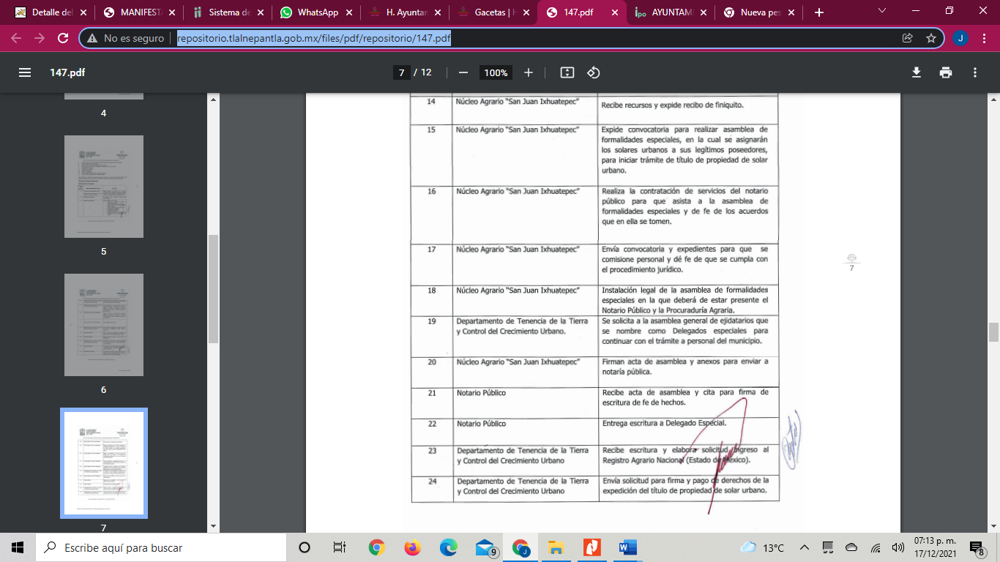 Detalle del
MANIFESTA
Sistema de
WhatsApp
H. Ayuntan
Gacetas | H
147.pdf
AYUNTAMI
Nueva pes
No es seguro
repositorio.tlalnepantla.gob.mx/files/pdf/repositorio/147.pdf
J
147.pdf
7 / 12
100%
4
5
6
7
14 Núcleo Agrario "San Juan Ixhuatepec"
Recibe recursos y expide recibo de finiquito.
15 Núcleo Agrario "San Juan Ixhuatepec"
Expide convocatoria para realizar asamblea de
formalidades especiales, en la cual se asignarán
los solares urbanos a sus legítimos poseedores,
para iniciar trámite de título de propiedad de solar
urbano.
16 Núcleo Agrario "San Juan Ixhuatepec"
Realiza la contratación de servicios del notario
público para que asista a la asamblea de
formalidades especiales y de fe de los acuerdos
que en ella se tomen.
17 Núcleo Agrario "San Juan Ixhuatepec"
Envía convocatoria y expedientes para que se
comisione personal y dé fe de que se cumpla con
el procedimiento jurídico.
18 Núcleo Agrario "San Juan Ixhuatepec"
Instalación legal de la asamblea de formalidades
especiales en la que deberá de estar presente el
Notario Público y la Procuraduría Agraria.
19 Departamento de Tenencia de la Tierra
y Control del Crecimiento Urbano.
Se solicita a la asamblea general de ejidatarios que
se nombre como Delegados especiales para
continuar con el trámite a personal del municipio.
20 Núcleo Agrario "San Juan Ixhuatepec"
Firman acta de asamblea y anexos para enviar a
notaría pública.
21 Notario Público
Recibe acta de asamblea y cita para firma de
escritura de fe de hechos.
22 Notario Público
Entrega escritura a Delegado Especial.
23 Departamento de Tenencia de la Tierra
y Control del Crecimiento Urbano
Recibe escritura y elabora solicitud ingreso al
Registro Agrario Nacional (Estado de México).
24 Departamento de Tenencia de la Tierra
y Control del Crecimiento Urbano
Envía solicitud para firma y pago de derechos de la
expedición del título de propiedad de solar urbano.
7
Escribe aquí para buscar
9
J
13°C
07:13 p. m.
17/12/2021
8